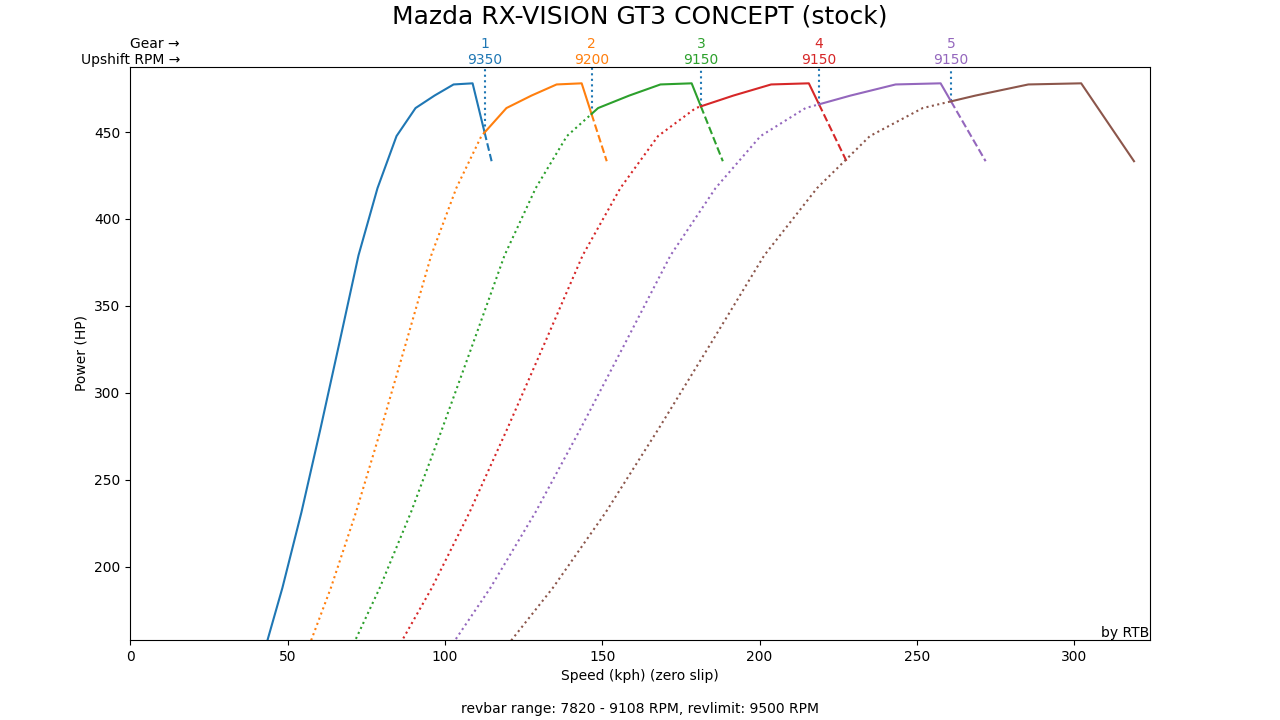 Mazda RX-VISION GT3 CONCEPT (stock)
Gear → 1 2 3 4 5
Upshift RPM → 9350 9200 9150 9150 9150
450
400
350
300
250
200
Power (HP)
by RTB
0 50 100 150 200 250 300
Speed (kph) (zero slip)
revbar range: 7820 - 9108 RPM, revlimit: 9500 RPM